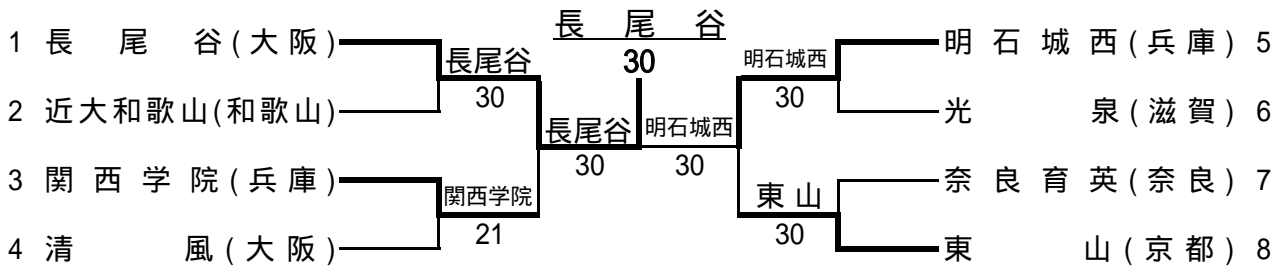 長尾谷
30
1 長尾谷(大阪)
2 近大和歌山(和歌山)
3 関西学院(兵庫)
4 清風(大阪)
長尾谷
30
関西学院
21
長尾谷
30
明石城西
30
明石城西
30
東山
30
明石城西(兵庫) 5
光泉(滋賀) 6
奈良育英(奈良) 7
東山(京都) 8